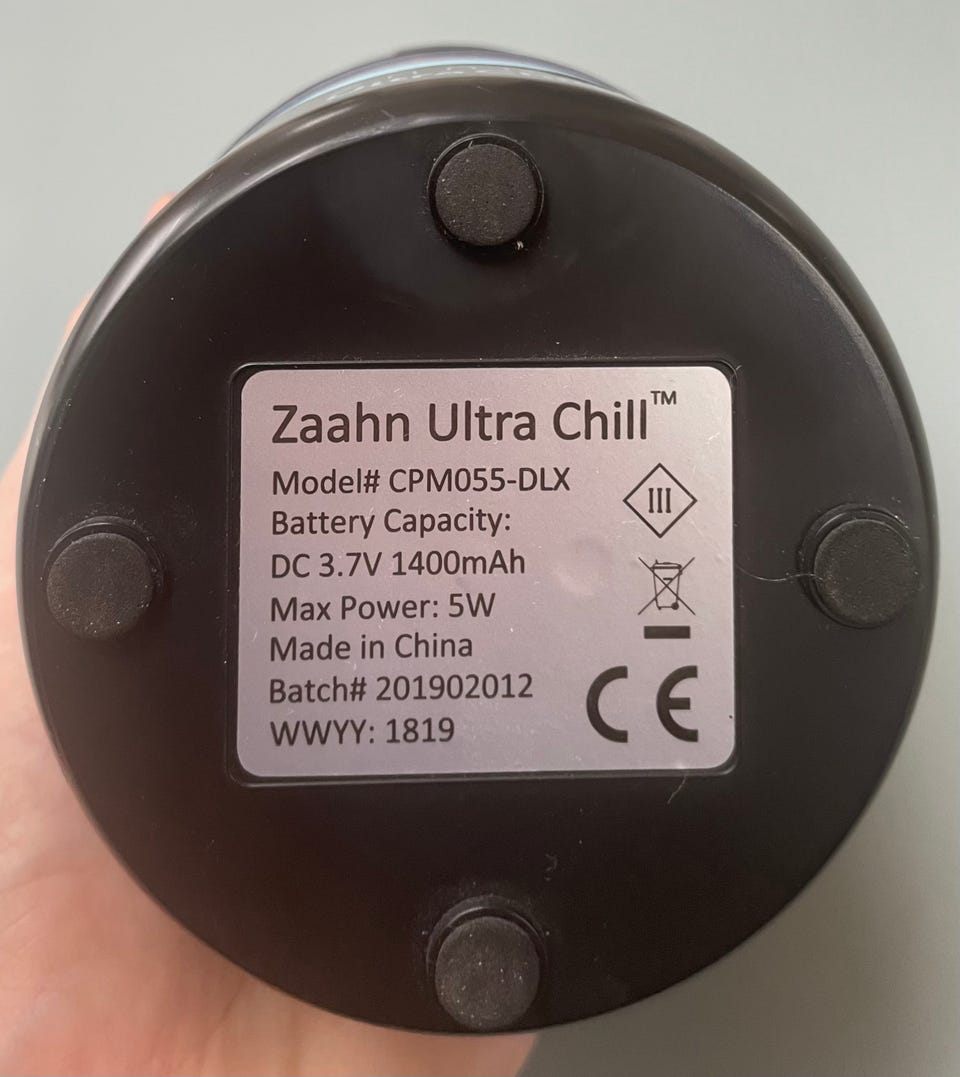 Zaahn Ultra Chill™
Model# CPM055-DLX
Battery Capacity:
DC 3.7V 1400mAh
Max Power: 5W
Made in China
Batch# 201902012
WWYY: 1819
III
CE